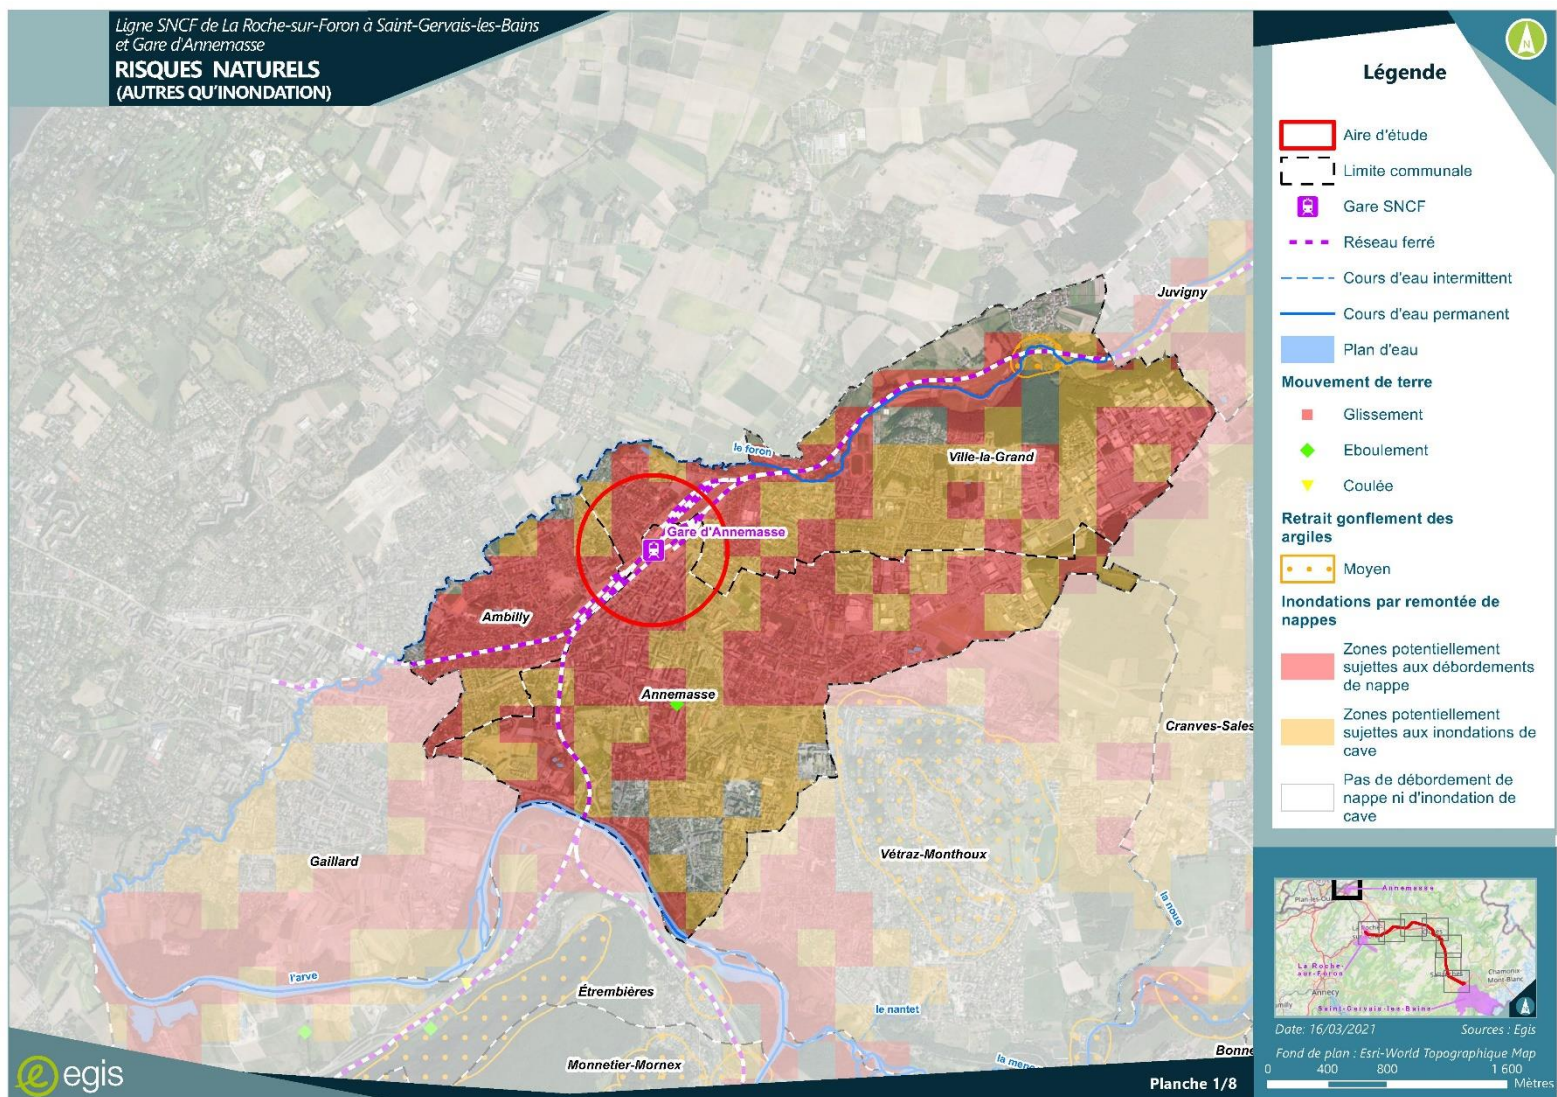 Ligne SNCF de La Roche-sur-Foron à Saint-Gervais-les-Bains
et Gare d'Annemasse
RISQUES NATURELS
(AUTRES QU'INONDATION)
Juvigny
le foron
Ville-la-Grand
Gare d'Annemasse
Ambilly
Annemasse
Cranves-Sales
Gaillard
Vétraz-Monthoux
la noue
l'arve
Étrembières
le nantet
Monnetier-Mornex
Bonne
egis
Planche 1/8
N
Légende
Aire d'étude
Limite communale
Gare SNCF
Réseau ferré
Cours d'eau intermittent
Cours d'eau permanent
Plan d'eau
Mouvement de terre
Glissement
Eboulement
Coulée
Retrait gonflement des
argiles
Moyen
Inondations par remontée de
nappes
Zones potentiellement
sujettes aux débordements
de nappe
Zones potentiellement
sujettes aux inondations de
cave
Pas de débordement de
nappe ni d'inondation de
cave
Annemasse
La Roche-
sur-Foron
Annecy
Chamonix
Mont-Blanc
Saint-Gervais-les-Bains
Date: 16/03/2021
Sources : Egis
Fond de plan : Esri-World Topographique Map
0 400 800 1 600
Mètres